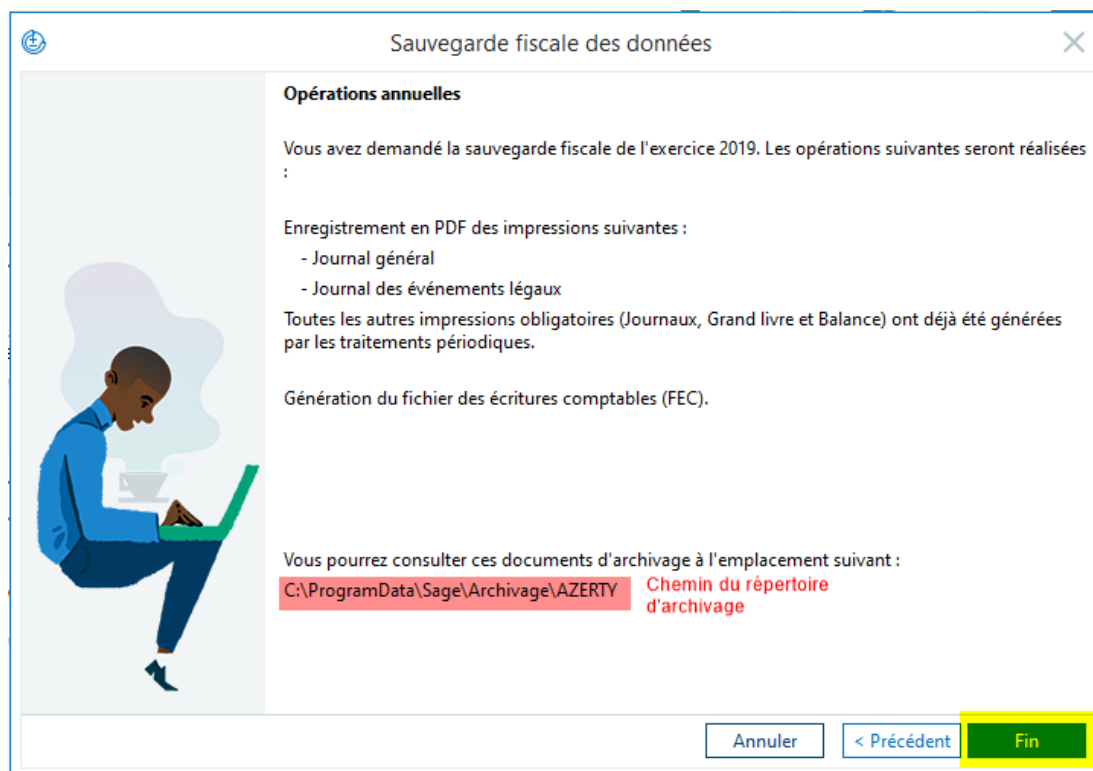 Sauvegarde fiscale des données
Opérations annuelles
Vous avez demandé la sauvegarde fiscale de l'exercice 2019. Les opérations suivantes seront réalisées
:
Enregistrement en PDF des impressions suivantes :
- Journal général
- Journal des événements légaux
Toutes les autres impressions obligatoires (Journaux, Grand livre et Balance) ont déjà été générées
par les traitements périodiques.
Génération du fichier des écritures comptables (FEC).
Vous pourrez consulter ces documents d'archivage à l'emplacement suivant :
C:\ProgramData\Sage\Archivage\AZERTY
Chemin du répertoire
d'archivage
Annuler
< Précédent
Fin